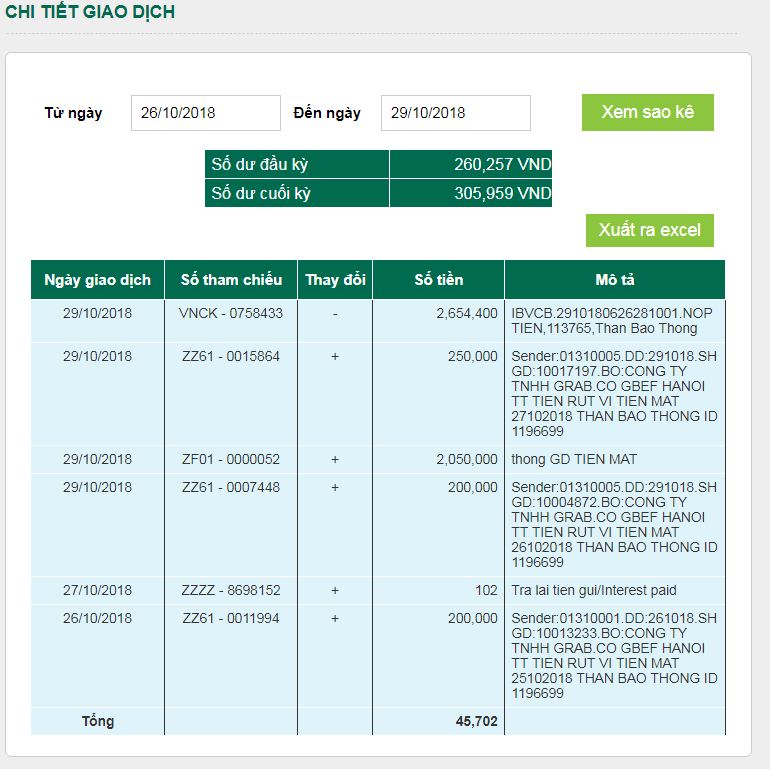 CHI TIẾT GIAO DỊCH
Từ ngày 26/10/2018 Đến ngày 29/10/2018 Xem sao kê
Số dư đầu kỳ 260,257 VND
Số dư cuối kỳ 305,959 VND
Xuất ra excel
Ngày giao dịch Số tham chiếu Thay đổi Số tiền Mô tả
29/10/2018 VNCK - 0758433 - 2,654,400 IBVCB.2910180626281001.NOP
TIEN,113765,Than Bao Thong
29/10/2018 ZZ61 - 0015864 + 250,000 Sender:01310005.DD:291018.SH
GD:10017197.BO:CONG TY
TNHH GRAB.CO GBEF HANOI
TT TIEN RUT VI TIEN MAT
27102018 THAN BAO THONG ID
1196699
29/10/2018 ZF01 - 0000052 + 2,050,000 thong GD TIEN MAT
29/10/2018 ZZ61 - 0007448 + 200,000 Sender:01310005.DD:291018.SH
GD:10004872.BO:CONG TY
TNHH GRAB.CO GBEF HANOI
TT TIEN RUT VI TIEN MAT
26102018 THAN BAO THONG ID
1196699
27/10/2018 ZZZZ - 8698152 + 102 Tra lai tien gui/Interest paid
26/10/2018 ZZ61 - 0011994 + 200,000 Sender:01310001.DD:261018.SH
GD:10013233.BO:CONG TY
TNHH GRAB.CO GBEF HANOI
TT TIEN RUT VI TIEN MAT
25102018 THAN BAO THONG ID
1196699
Tổng 45,702